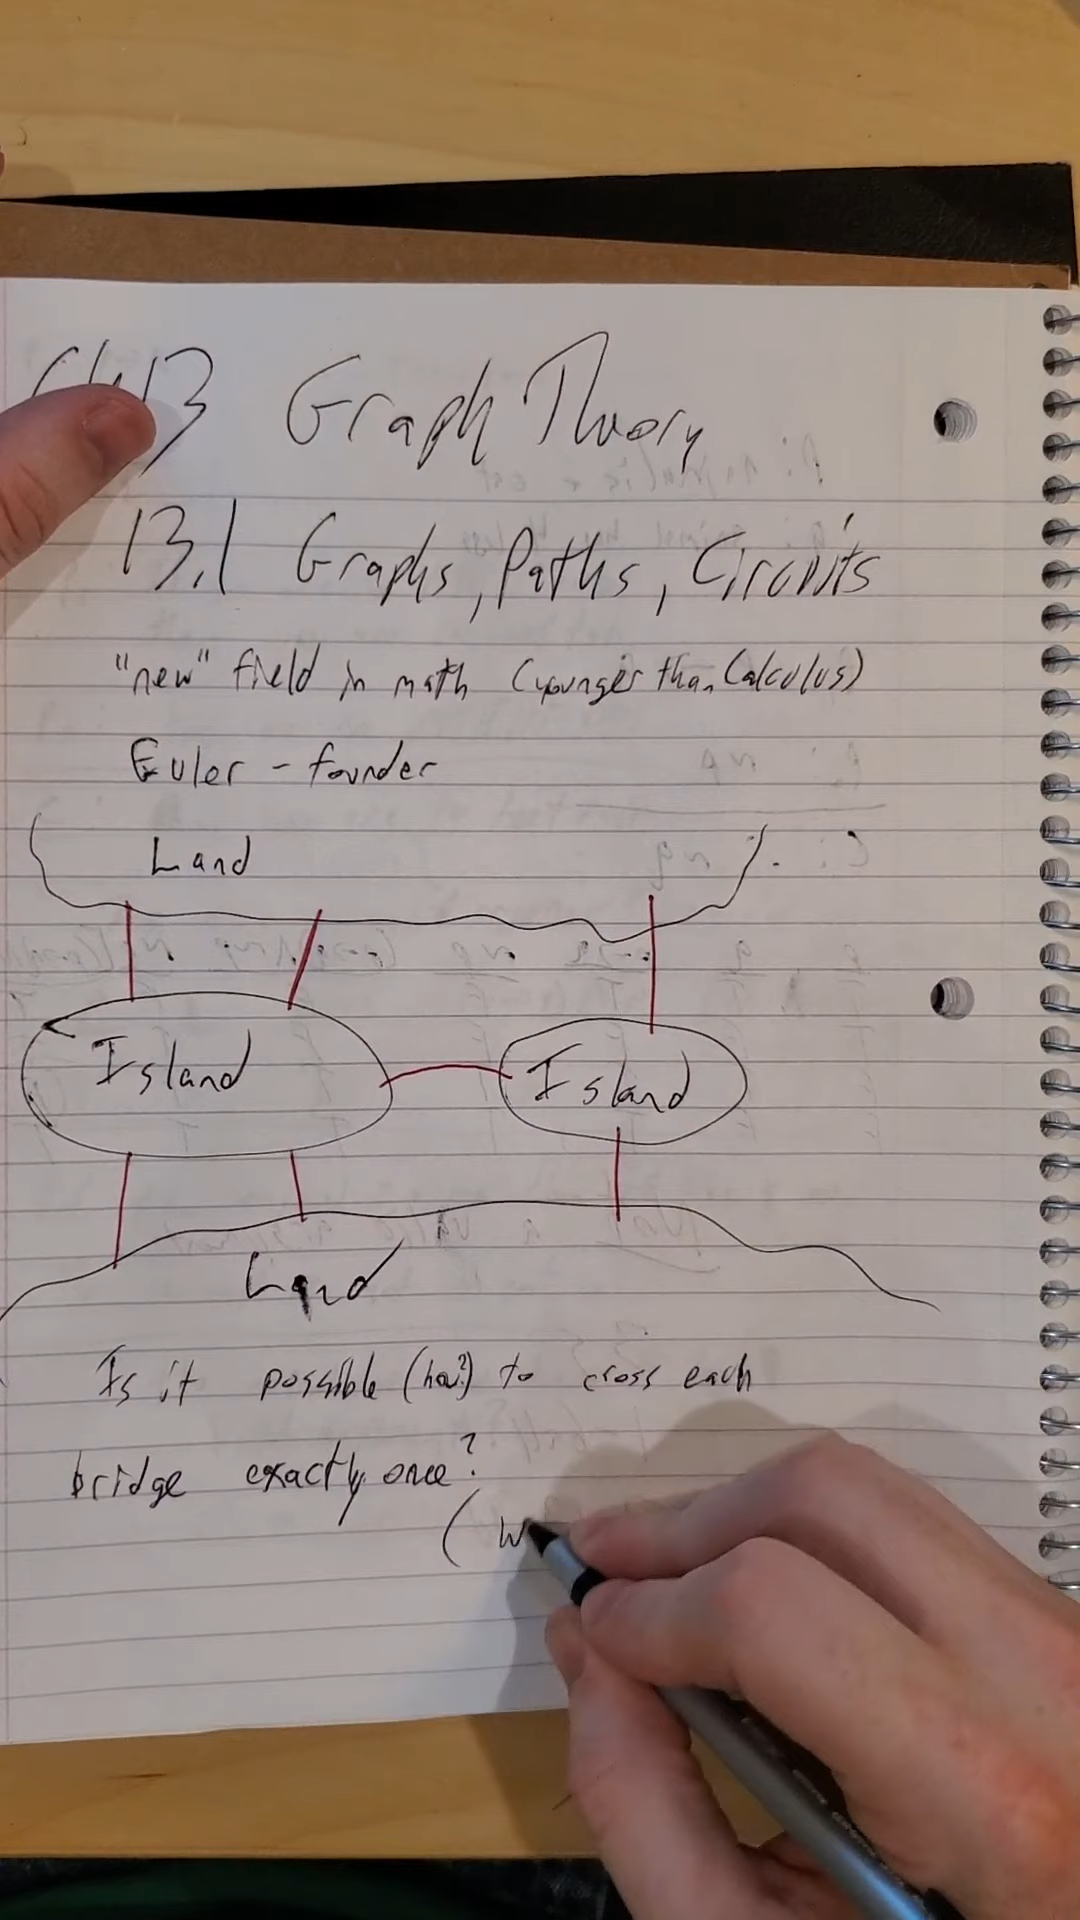 CH 13 Graph Theory
13.1 Graphs, Paths, Circuits
"new" field in math (younger than Calculus)
Euler - founder
Land
Island Island
Land
Is it possible (how?) to cross each
bridge exactly once?
( w